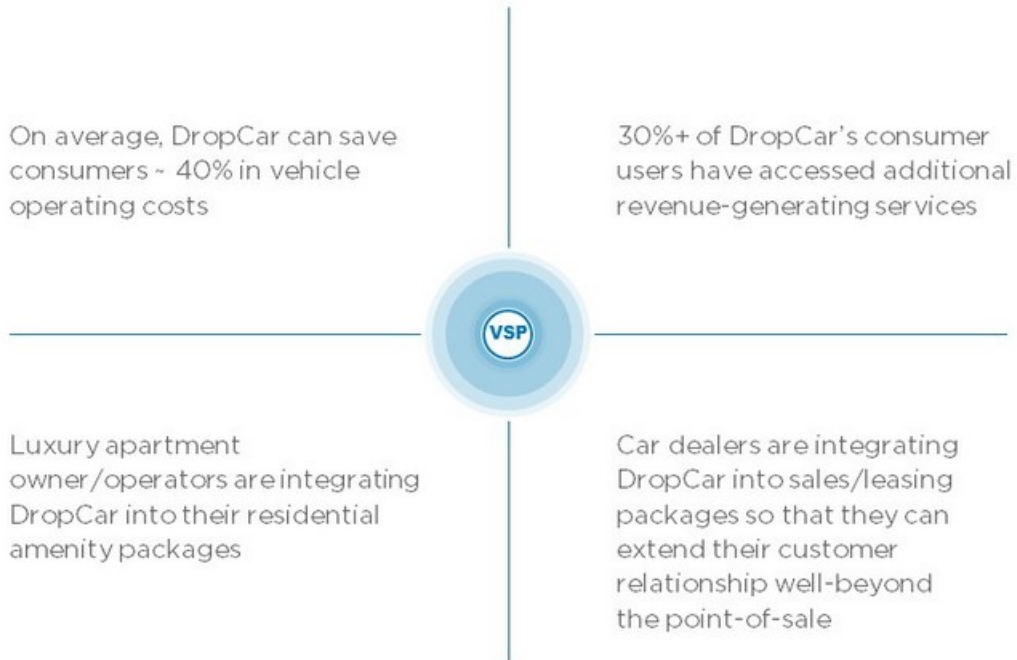 On average, DropCar can save
consumers ~ 40% in vehicle
operating costs
30%+ of DropCar's consumer
users have accessed additional
revenue-generating services
VSP
Luxury apartment
owner/operators are integrating
DropCar into their residential
amenity packages
Car dealers are integrating
DropCar into sales/leasing
packages so that they can
extend their customer
relationship well-beyond
the point-of-sale